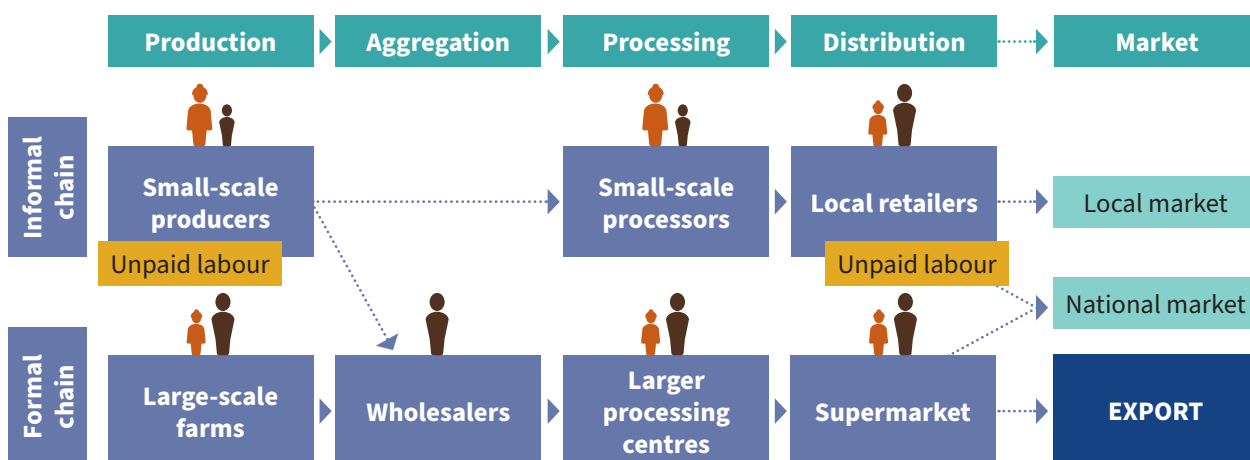 Production
Aggregation
Processing
Distribution
Market
Informal
chain
Small-scale
producers
Small-scale
processors
Local retailers
Local market
Unpaid labour
Unpaid labour
National market
Formal
chain
Large-scale
farms
Wholesalers
Larger
processing
centres
Supermarket
EXPORT